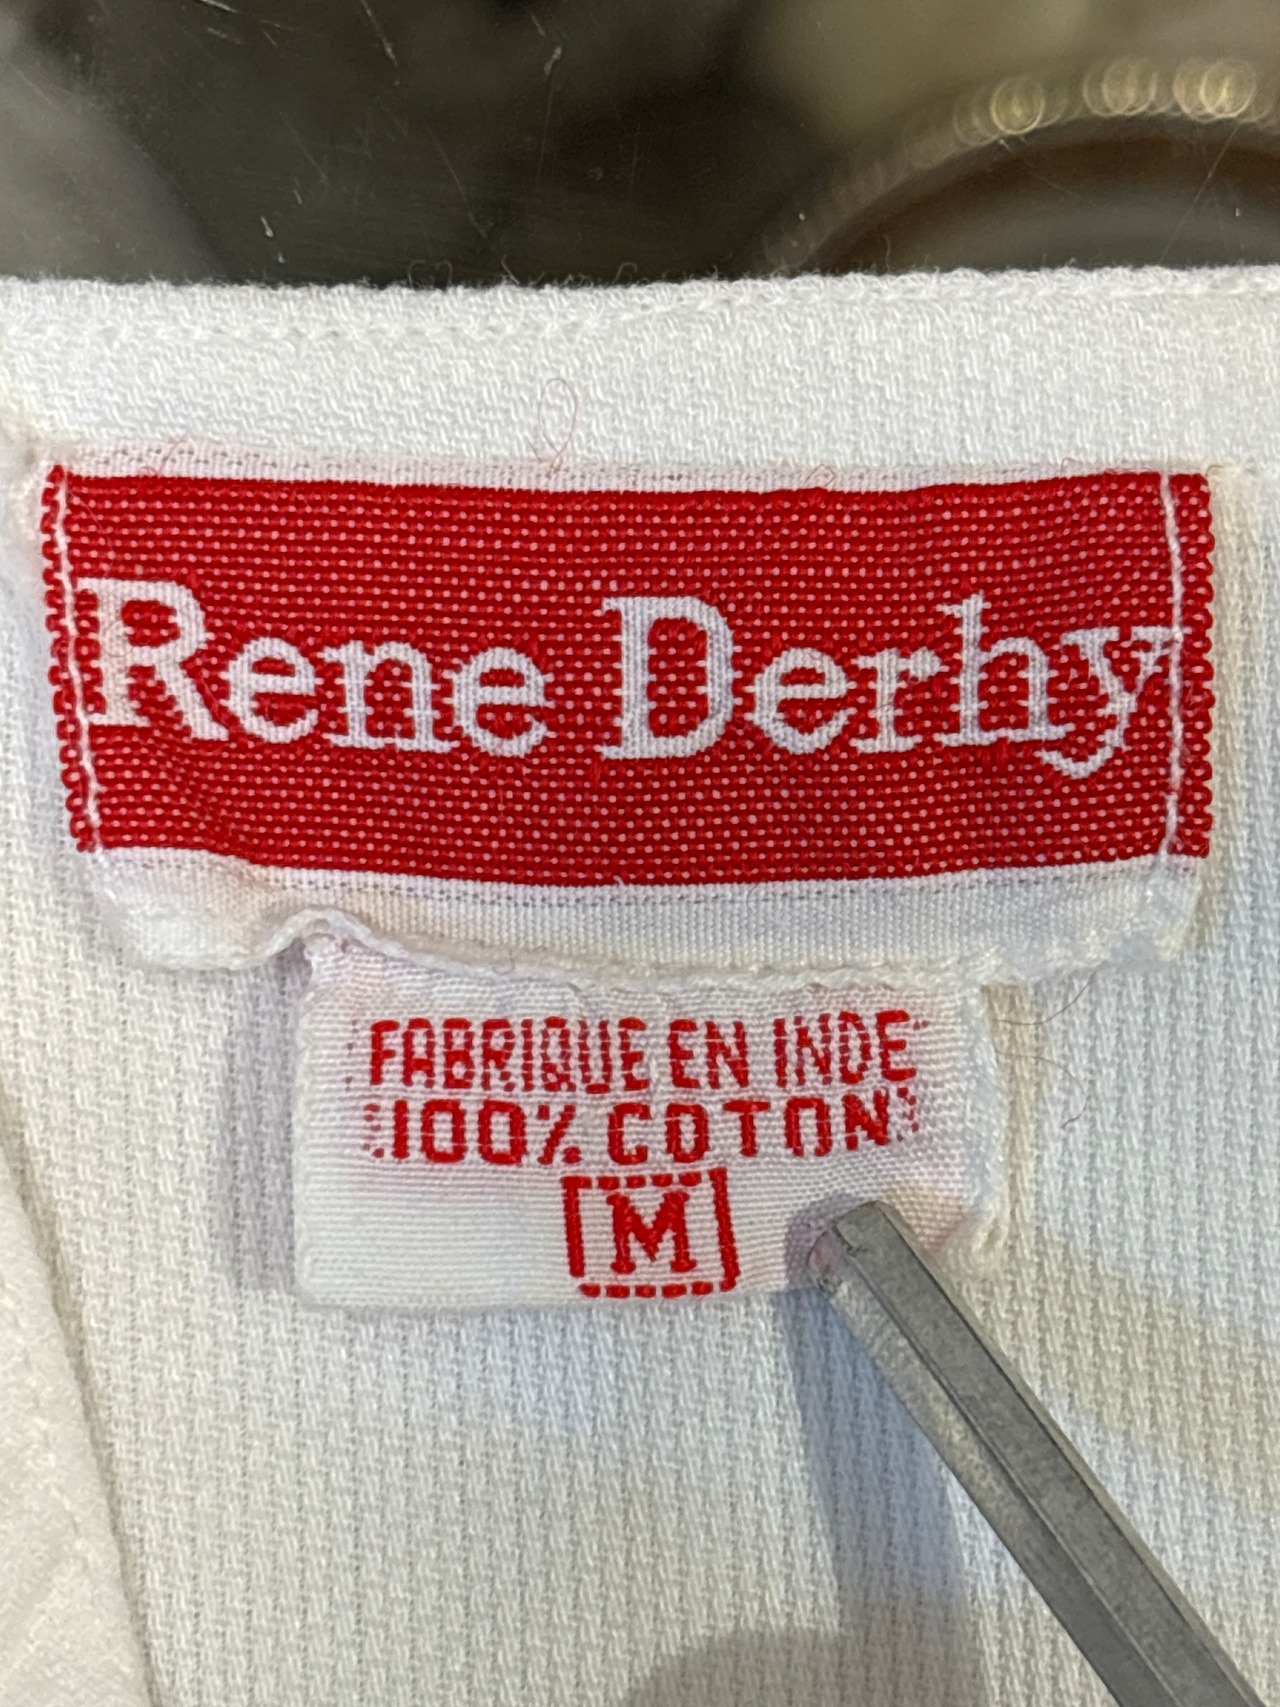 Rene Derhy
FABRIQUE EN INDE
100% COTON
M